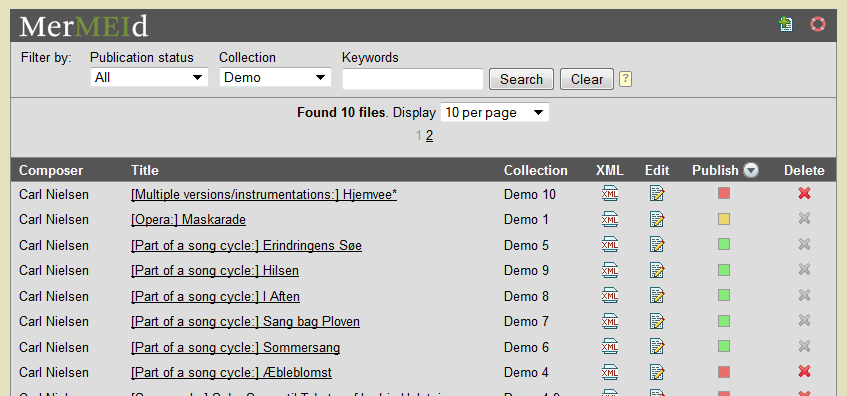 MerMEId
Filter by: Publication status Collection Keywords
All Demo Search Clear ?
Found 10 files. Display 10 per page
1 2
Composer Title Collection XML Edit Publish Delete
Carl Nielsen [Multiple versions/instrumentations:] Hjemvee* Demo 10 XML
Carl Nielsen [Opera:] Maskarade Demo 1 XML
Carl Nielsen [Part of a song cycle:] Erindringens Søe Demo 5 XML
Carl Nielsen [Part of a song cycle:] Hilsen Demo 9 XML
Carl Nielsen [Part of a song cycle:] I Aften Demo 8 XML
Carl Nielsen [Part of a song cycle:] Sang bag Ploven Demo 7 XML
Carl Nielsen [Part of a song cycle:] Sommersang Demo 6 XML
Carl Nielsen [Part of a song cycle:] Æbleblomst Demo 4 XML
Carl Nielsen